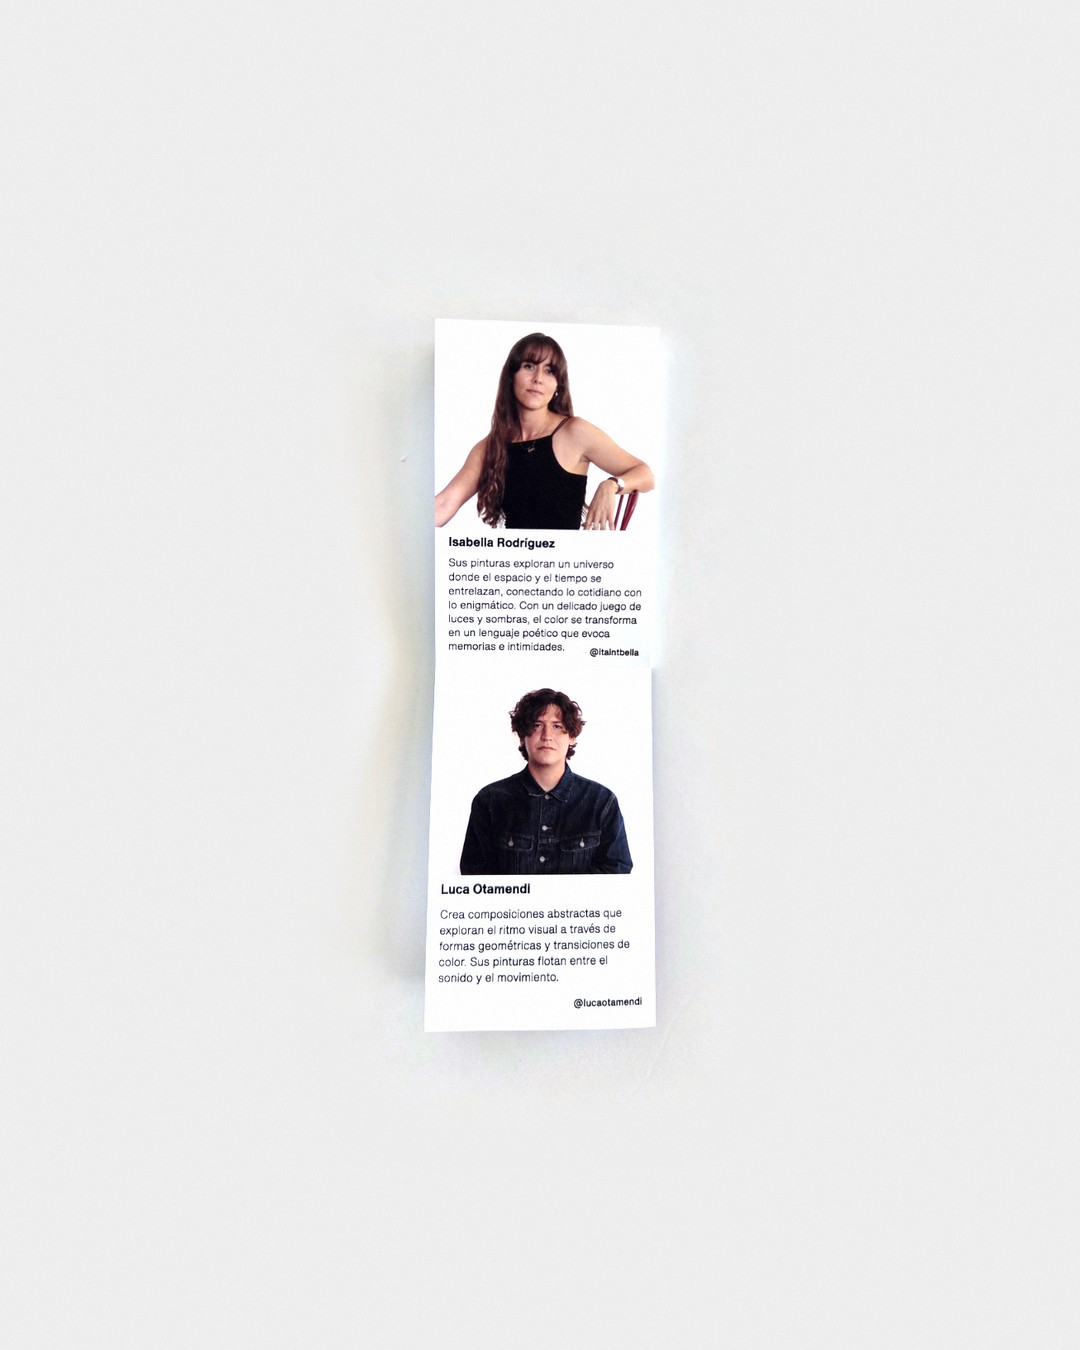 Isabella Rodríguez
Sus pinturas exploran un universo
donde el espacio y el tiempo se
entrelazan, conectando lo cotidiano con
lo enigmático. Con un delicado juego de
luces y sombras, el color se transforma
en un lenguaje poético que evoca
memorias e intimidades.
@itaintbella
Luca Otamendi
Crea composiciones abstractas que
exploran el ritmo visual a través de
formas geométricas y transiciones de
color. Sus pinturas flotan entre el
sonido y el movimiento.
@lucaotamendi